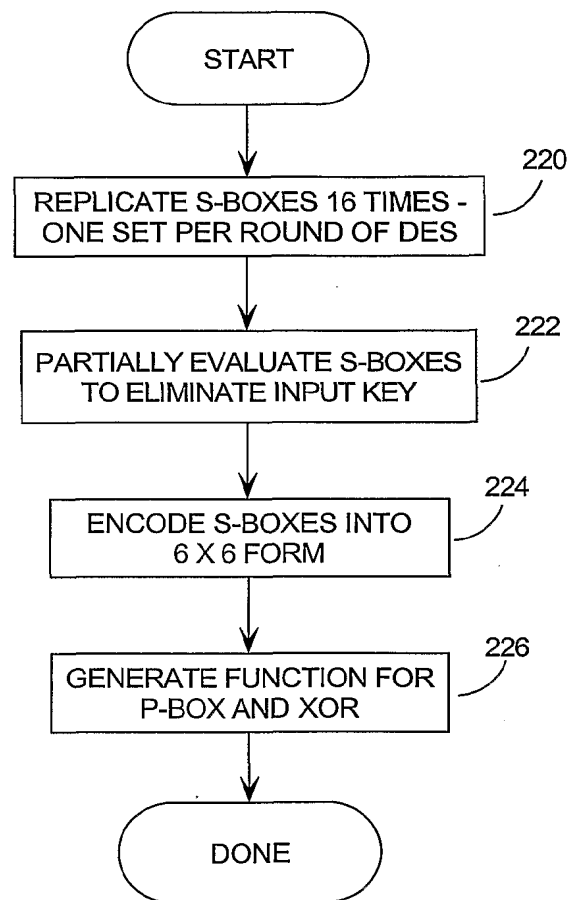 START
220
REPLICATE S-BOXES 16 TIMES -
ONE SET PER ROUND OF DES
222
PARTIALLY EVALUATE S-BOXES
TO ELIMINATE INPUT KEY
224
ENCODE S-BOXES INTO
6 X 6 FORM
226
GENERATE FUNCTION FOR
P-BOX AND XOR
DONE